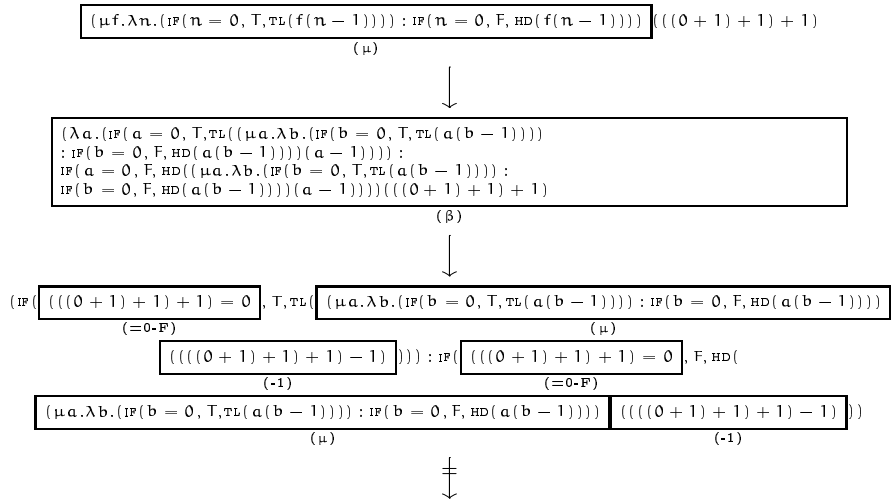 (μf.λn.(IF(n = 0, T,TL(f(n − 1)))) : IF(n = 0, F, HD(f(n − 1)))) (((0 + 1) + 1) + 1)
(μ)
(λa.(IF(a = 0, T,TL((μa.λb.(IF(b = 0, T,TL(a(b − 1))))
: IF(b = 0, F, HD(a(b − 1))))(a − 1)))) :
IF(a = 0, F, HD((μa.λb.(IF(b = 0, T,TL(a(b − 1)))) :
IF(b = 0, F, HD(a(b − 1))))(a − 1))))(((0 + 1) + 1) + 1)
(β)
(IF( (((0 + 1) + 1) + 1) = 0 , T,TL( (μa.λb.(IF(b = 0, T,TL(a(b − 1)))) : IF(b = 0, F, HD(a(b − 1))))
(=0-F) (μ)
((((0 + 1) + 1) + 1) − 1) ))) : IF( (((0 + 1) + 1) + 1) = 0 , F, HD(
(-1) (=0-F)
(μa.λb.(IF(b = 0, T,TL(a(b − 1)))) : IF(b = 0, F, HD(a(b − 1)))) ((((0 + 1) + 1) + 1) − 1) ))
(μ) (-1)